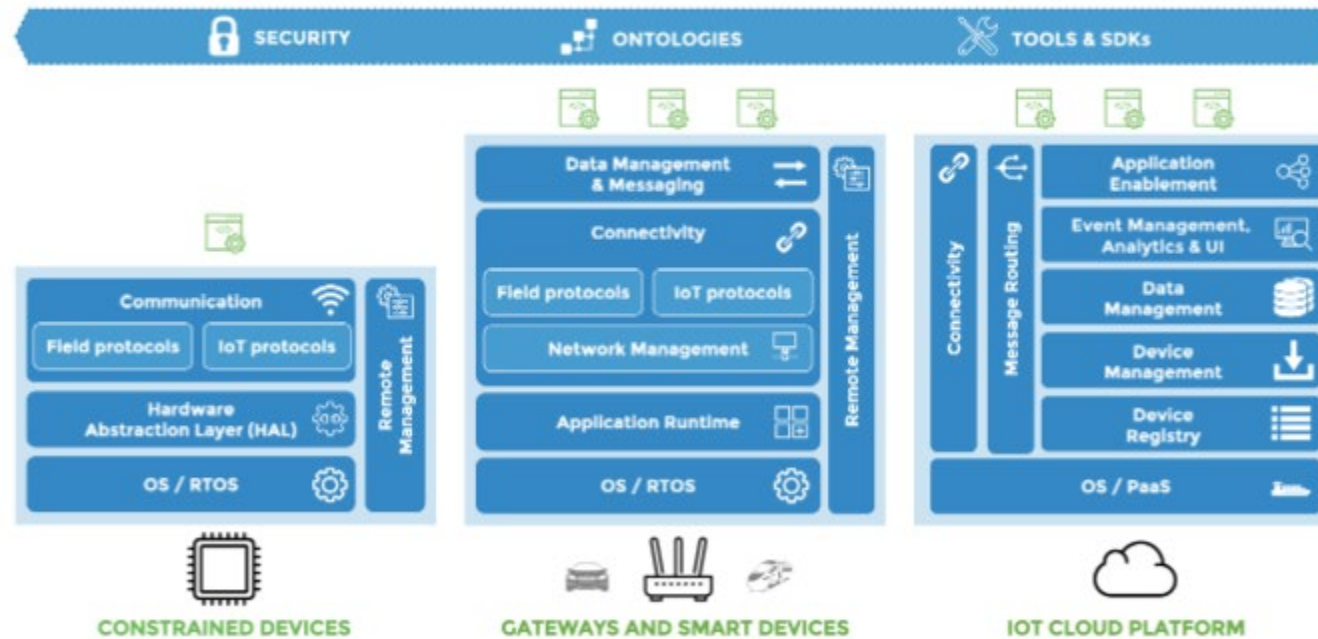 SECURITY
ONTOLOGIES
TOOLS & SDKs
Communication
Field protocols
IoT protocols
Hardware
Abstraction Layer (HAL)
OS / RTOS
Remote
Management
CONSTRAINED DEVICES
Data Management
& Messaging
Connectivity
Field protocols
IoT protocols
Network Management
Application Runtime
OS / RTOS
Remote Management
GATEWAYS AND SMART DEVICES
Connectivity
Message Routing
Application
Enablement
Event Management,
Analytics & UI
Data
Management
Device
Management
Device
Registry
OS / PaaS
IOT CLOUD PLATFORM